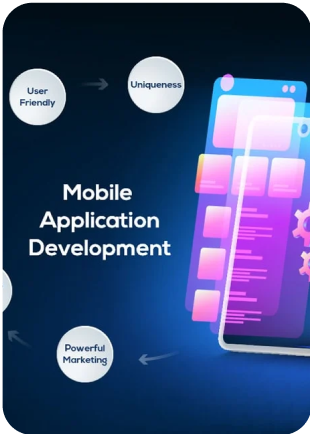 User
Friendly
Uniqueness
Mobile
Application
Development
Powerful
Marketing